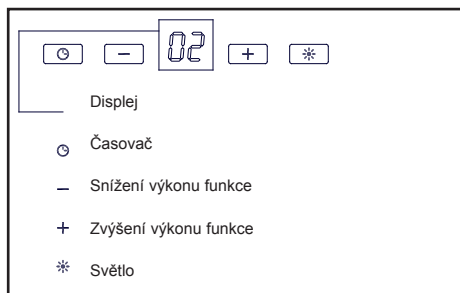 02
Displej
Časovač
– Snížení výkonu funkce
+ Zvýšení výkonu funkce
Světlo